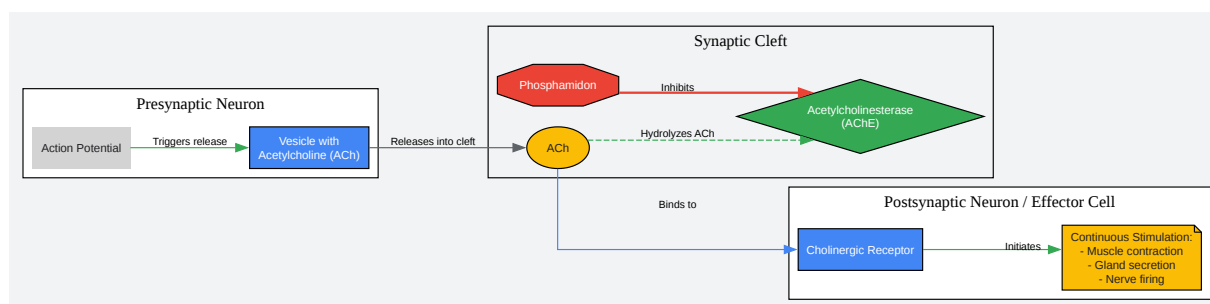 Synaptic Cleft
Phosphamidon
Inhibits
Acetylcholinesterase
(AChE)
Presynaptic Neuron
Action Potential
Triggers release
Vesicle with
Acetylcholine (ACh)
Releases into cleft
ACh
Hydrolyzes ACh
Binds to
Postsynaptic Neuron / Effector Cell
Cholinergic Receptor
Initiates
Continuous Stimulation:
- Muscle contraction
- Gland secretion
- Nerve firing